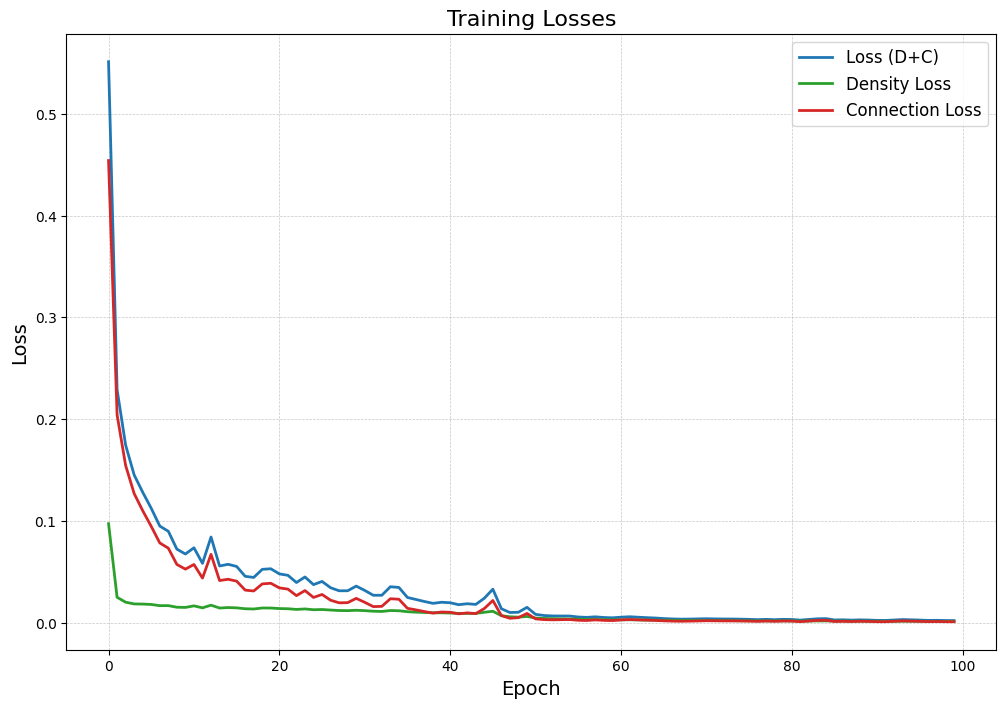 Training Losses
Loss (D+C)
Density Loss
Connection Loss
0.5
0.4
0.3
0.2
0.1
0.0
Loss
0 20 40 60 80 100
Epoch